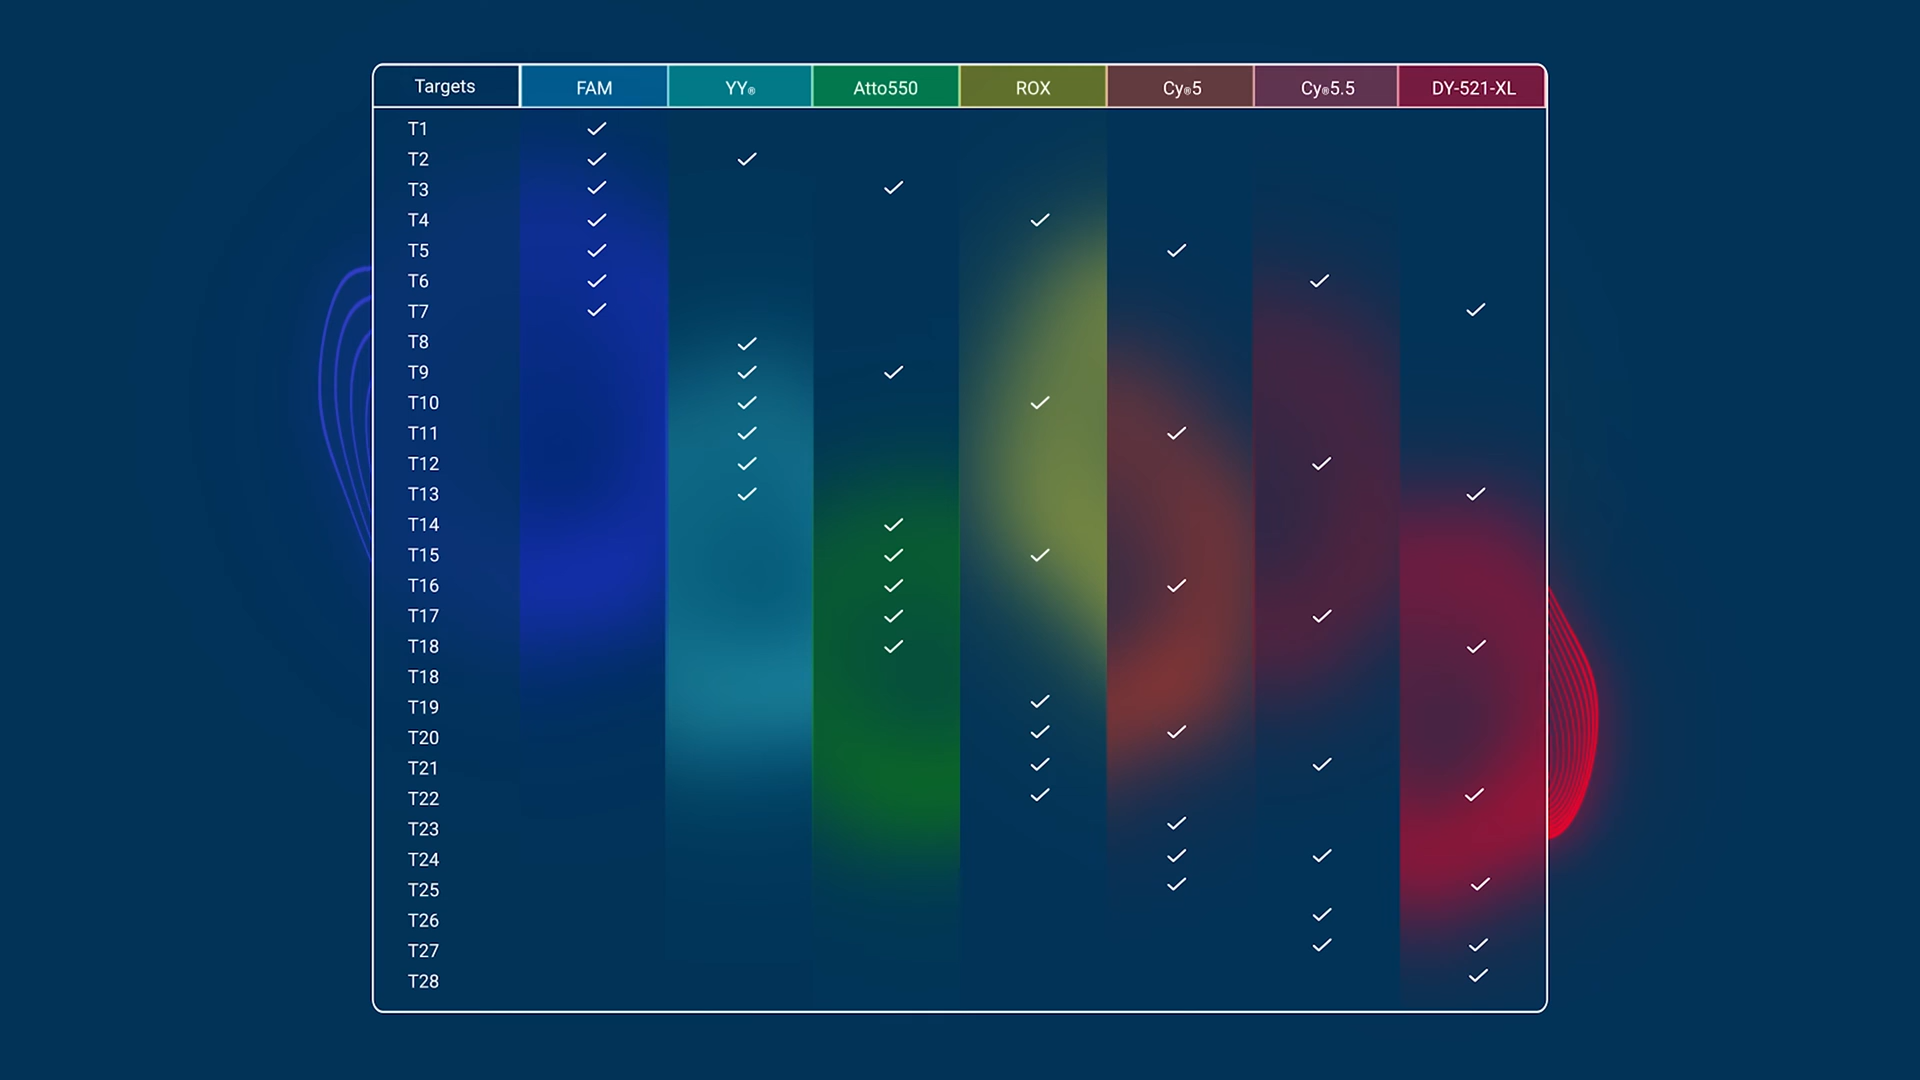 Targets FAM YY® Atto550 ROX Cy®5 Cy®5.5 DY-521-XL
T1 ✓
T2 ✓ ✓
T3 ✓ ✓
T4 ✓ ✓
T5 ✓ ✓
T6 ✓ ✓
T7 ✓ ✓
T8 ✓
T9 ✓ ✓
T10 ✓ ✓
T11 ✓ ✓
T12 ✓ ✓
T13 ✓ ✓
T14 ✓
T15 ✓ ✓
T16 ✓ ✓
T17 ✓ ✓
T18 ✓ ✓
T18
T19 ✓
T20 ✓ ✓
T21 ✓ ✓
T22 ✓ ✓
T23 ✓
T24 ✓ ✓
T25 ✓ ✓
T26 ✓
T27 ✓ ✓
T28 ✓